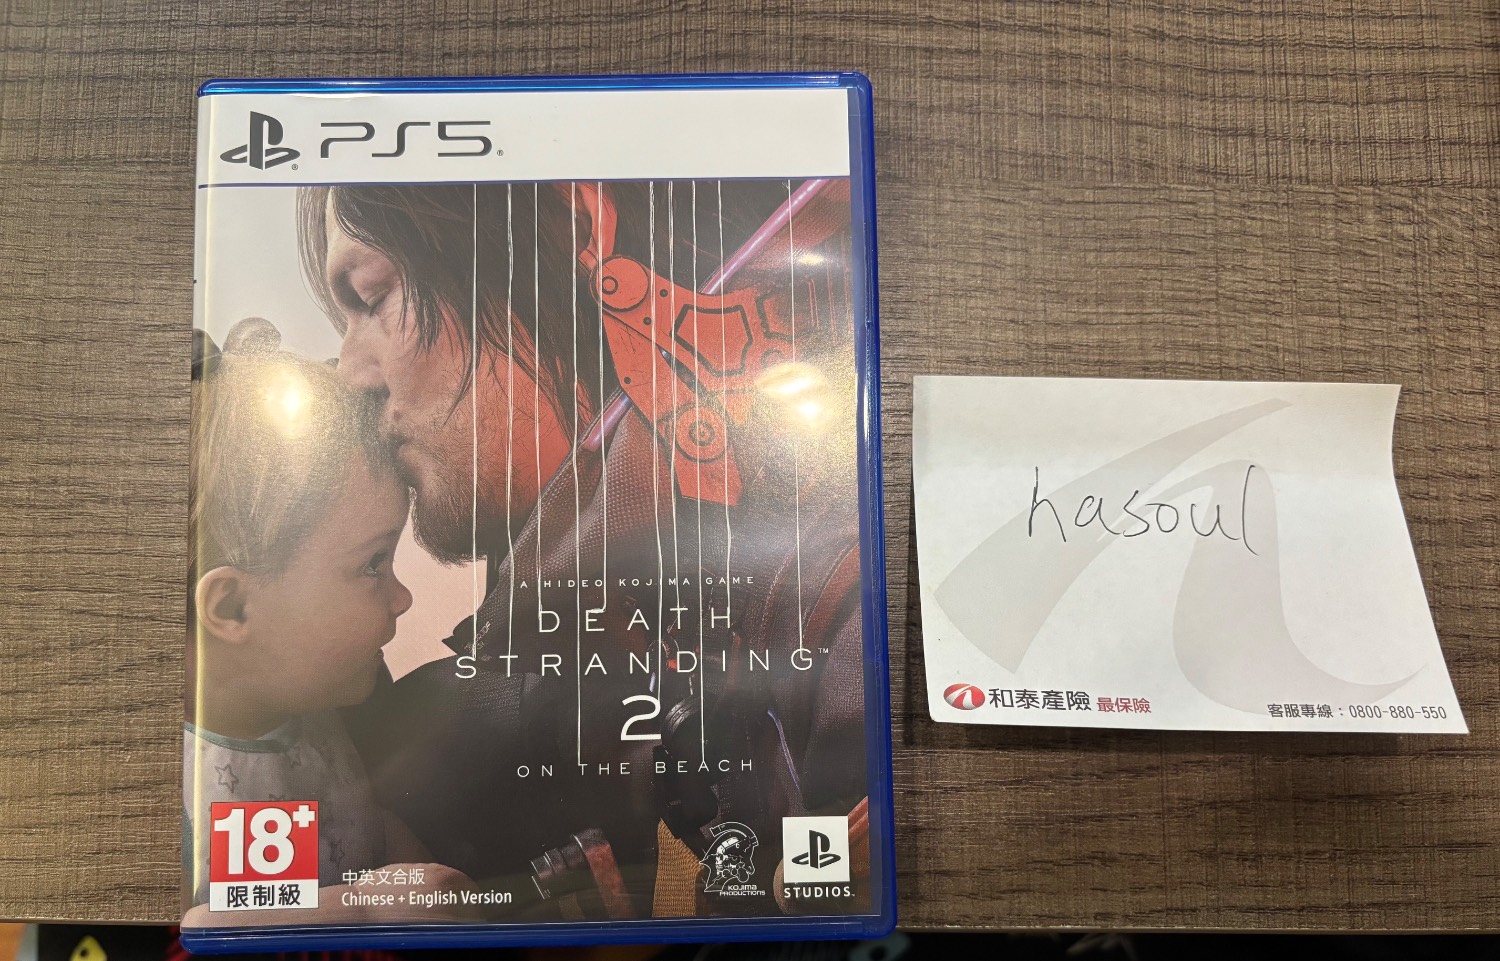 PS5
A HIDEO KOJIMA GAME
DEATH
STRANDING™
2
ON THE BEACH
18+
限制級
中英文合版
Chinese + English Version
KOJIMA
PRODUCTIONS
STUDIOS
hasoul
和泰產險 最保險
客服專線：0800-880-550